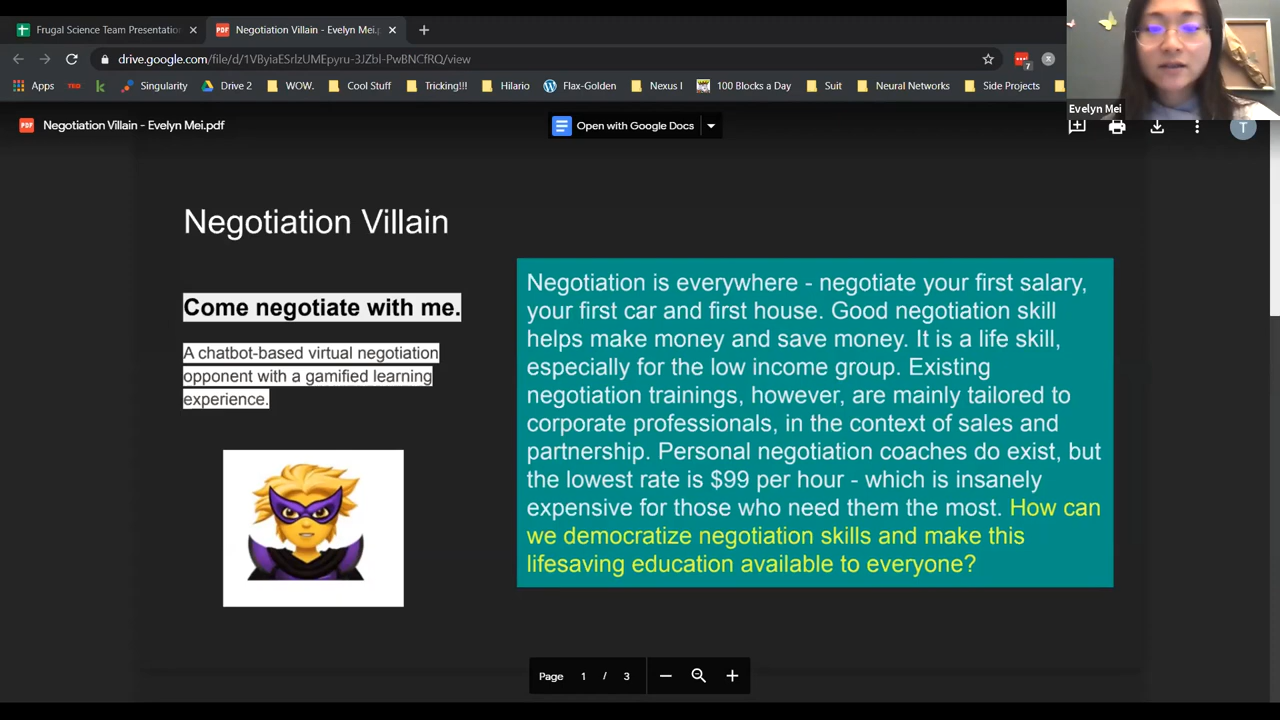 Frugal Science Team Presentation
Negotiation Villain - Evelyn Mei.p
drive.google.com/file/d/1VByiaESrlzUMEpyru-3JZbI-PwBNCfRQ/view
7
Apps
TED
k
Singularity
Drive 2
WOW.
Cool Stuff
Tricking!!!
Hilario
Flax-Golden
Nexus I
100 Blocks a Day
Suit
Neural Networks
Side Projects
Evelyn Mei
PDF
Negotiation Villain - Evelyn Mei.pdf
Open with Google Docs
T
Negotiation Villain
Come negotiate with me.
A chatbot-based virtual negotiation
opponent with a gamified learning
experience.
Negotiation is everywhere - negotiate your first salary,
your first car and first house. Good negotiation skill
helps make money and save money. It is a life skill,
especially for the low income group. Existing
negotiation trainings, however, are mainly tailored to
corporate professionals, in the context of sales and
partnership. Personal negotiation coaches do exist, but
the lowest rate is $99 per hour - which is insanely
expensive for those who need them the most. How can
we democratize negotiation skills and make this
lifesaving education available to everyone?
Page 1 / 3